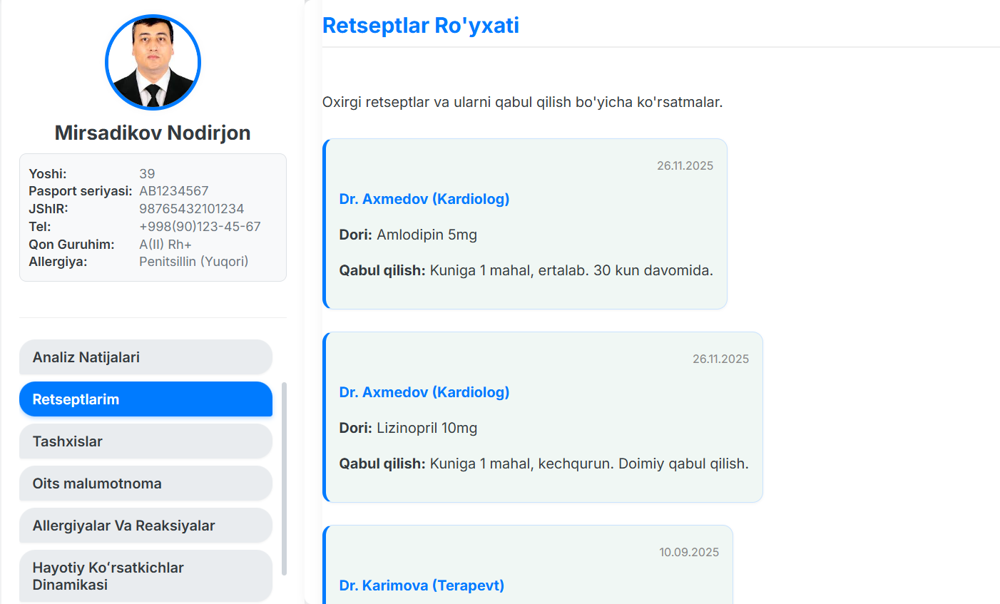 Mirsadikov Nodirjon
Yoshi: 39
Pasport seriyasi: AB1234567
JShIR: 98765432101234
Tel: +998(90)123-45-67
Qon Guruhim: A(II) Rh+
Allergiya: Penitsillin (Yuqori)
Analiz Natijalari
Retseptlarim
Tashxislar
Oits malumotnoma
Allergiyalar Va Reaksiyalar
Hayotiy Koʻrsatkichlar
Dinamikasi
Retseptlar Ro'yxati
Oxirgi retseptlar va ularni qabul qilish bo'yicha ko'rsatmalar.
26.11.2025
Dr. Axmedov (Kardiolog)
Dori: Amlodipin 5mg
Qabul qilish: Kuniga 1 mahal, ertalab. 30 kun davomida.
26.11.2025
Dr. Axmedov (Kardiolog)
Dori: Lizinopril 10mg
Qabul qilish: Kuniga 1 mahal, kechqurun. Doimiy qabul qilish.
10.09.2025
Dr. Karimova (Terapevt)